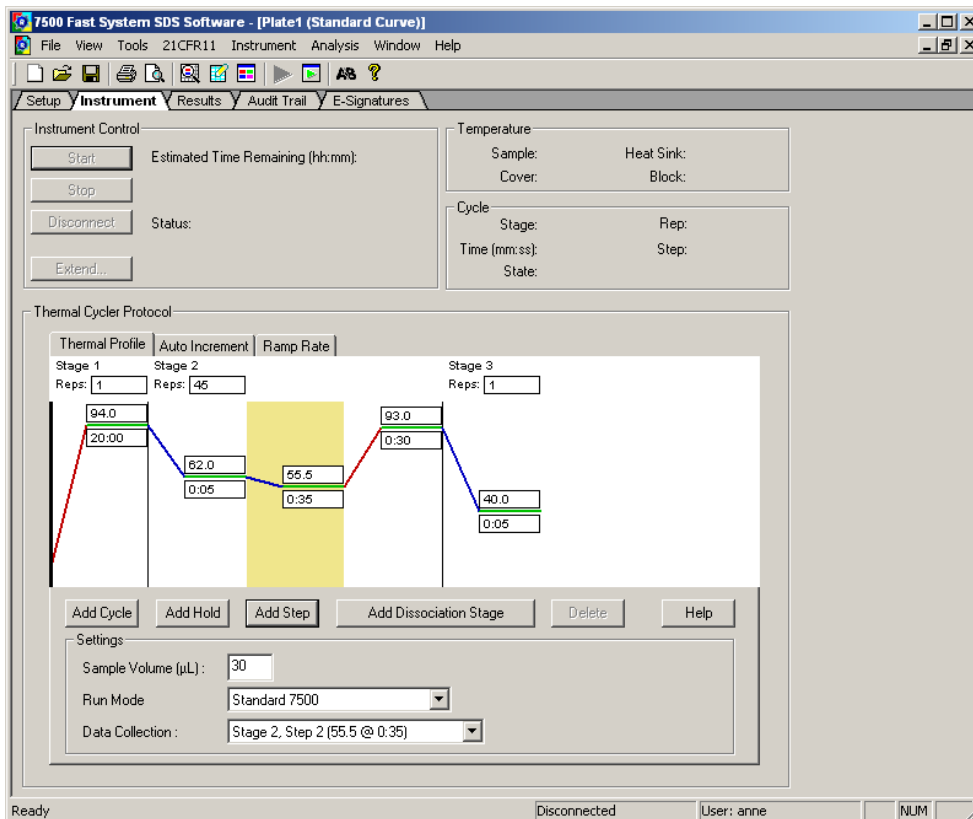 7500 Fast System SDS Software - [Plate1 (Standard Curve)]
File View Tools 21CFR11 Instrument Analysis Window Help
Setup Instrument Results Audit Trail E-Signatures
Instrument Control
Start Estimated Time Remaining (hh:mm):
Stop
Disconnect Status:
Extend...
Temperature
Sample: Heat Sink:
Cover: Block:
Cycle
Stage: Rep:
Time (mm:ss): Step:
State:
Thermal Cycler Protocol
Thermal Profile Auto Increment Ramp Rate
Stage 1 Stage 2 Stage 3
Reps: 1 Reps: 45 Reps: 1
94.0 93.0
20:00 0:30
62.0 55.5
0:05 0:35
40.0
0:05
Add Cycle Add Hold Add Step Add Dissociation Stage Delete Help
Settings
Sample Volume (µL) : 30
Run Mode Standard 7500
Data Collection : Stage 2, Step 2 (55.5 @ 0:35)
Ready Disconnected User: anne NUM